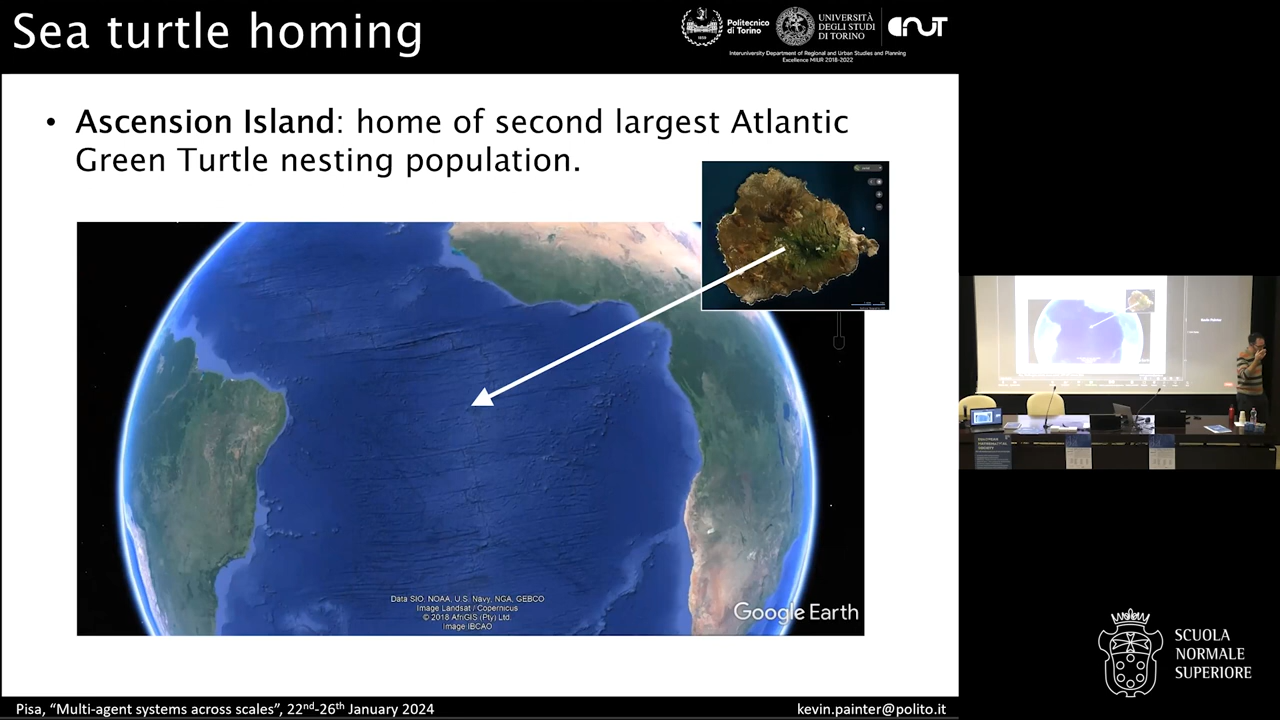 Sea turtle homing
Politecnico
di Torino
UNIVERSITÀ
DEGLI STUDI
DI TORINO
Interuniversity Department of Regional and Urban Studies and Planning
Excellence MIUR 2018-2022
• Ascension Island: home of second largest Atlantic
Green Turtle nesting population.
Data SIO, NOAA, U.S. Navy, NGA, GEBCO
Image Landsat / Copernicus
© 2018 AfriGIS (Pty) Ltd.
Image IBCAO
Google Earth
SCUOLA
NORMALE
SUPERIORE
Pisa, “Multi-agent systems across scales”, 22nd-26th January 2024
kevin.painter@polito.it